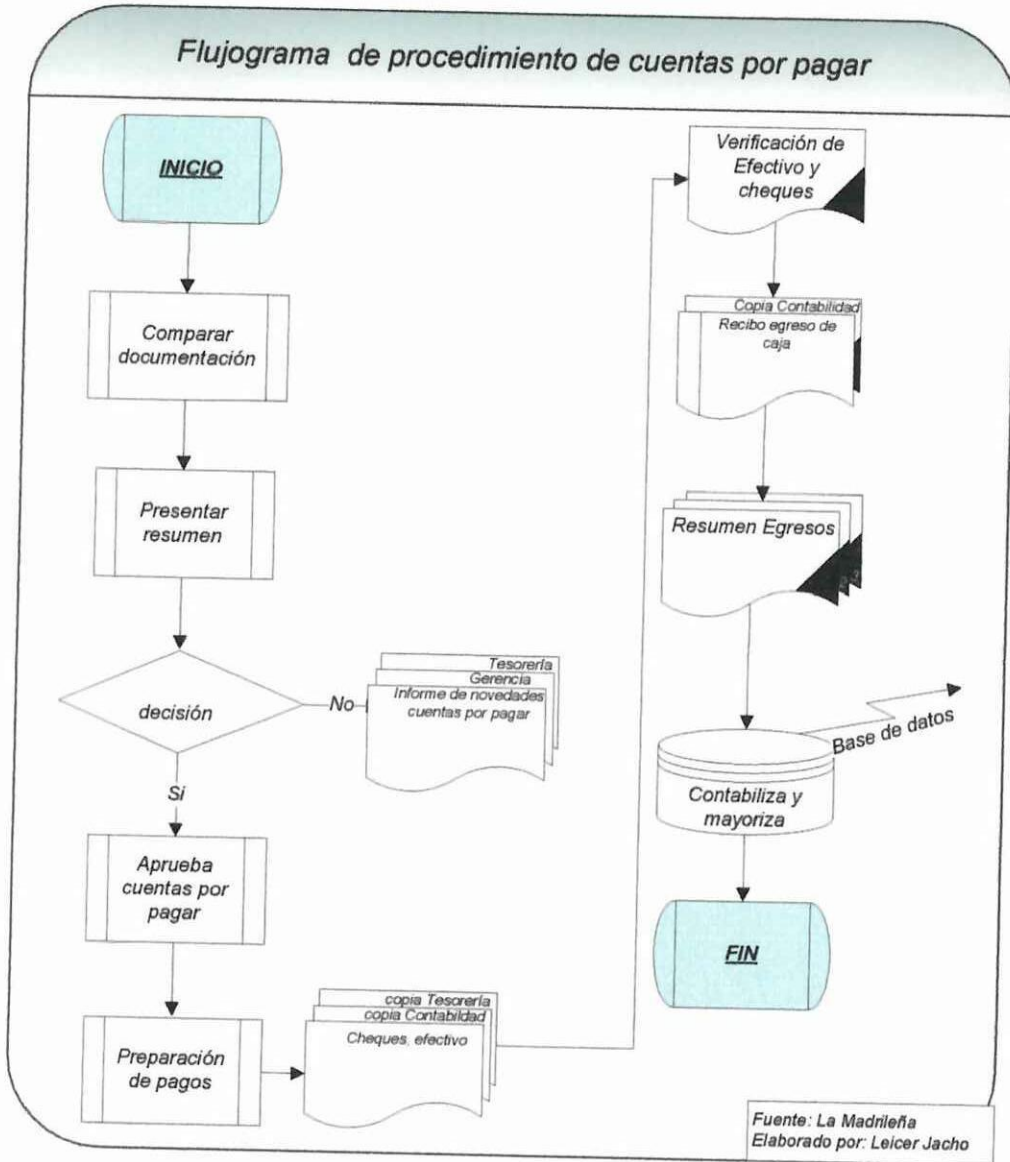 Flujograma de procedimiento de cuentas por pagar
INICIO
Comparar
documentación
Presentar
resumen
decisión
No
Tesorería
Gerencia
Informe de novedades
cuentas por pagar
Si
Aprueba
cuentas por
pagar
Preparación
de pagos
copia Tesorería
copia Contabildad
Cheques, efectivo
Verificación de
Efectivo y
cheques
Copia Contabilidad
Recibo egreso de
caja
Resumen Egresos
Base de datos
Contabiliza y
mayoriza
FIN
Fuente: La Madrileña
Elaborado por: Leicer Jacho